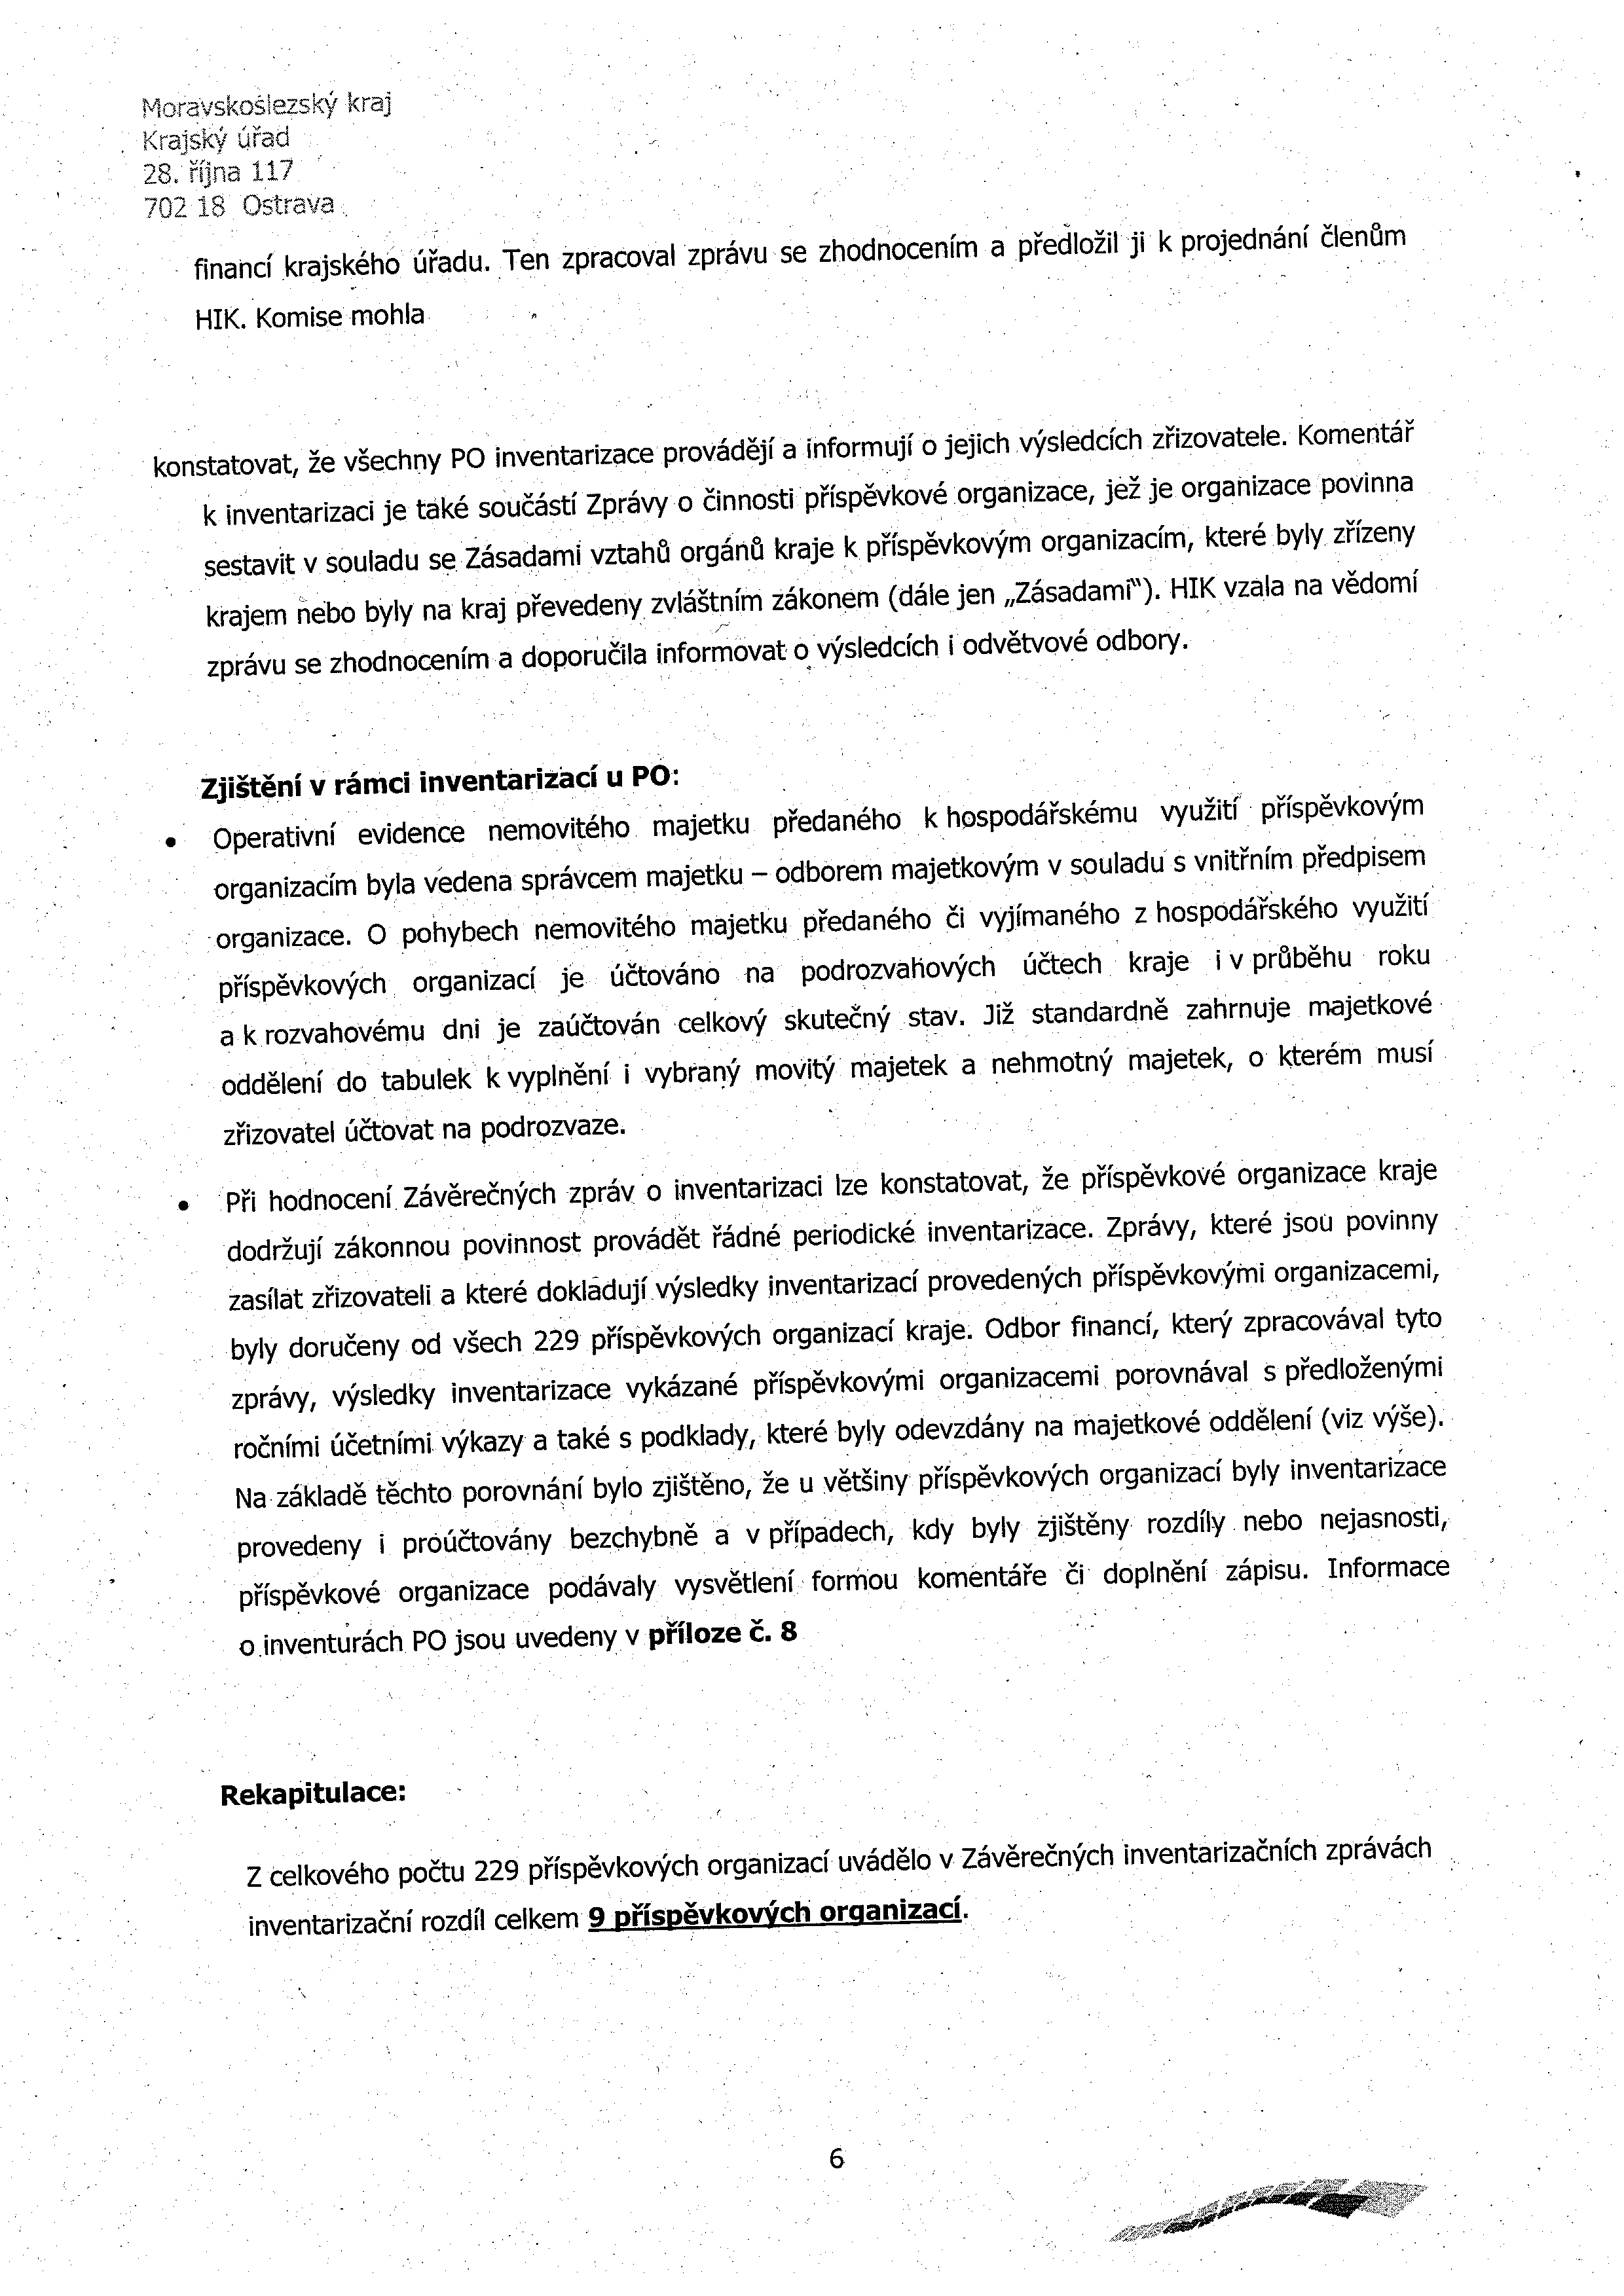 Moravskoslezský kraj
Krajský úřad
28. října 117
702 18 Ostrava
financí krajského úřadu. Ten zpracoval zprávu se zhodnocením a předložil ji k projednání členům
HIK. Komise mohla
konstatovat, že všechny PO inventarizace provádějí a informují o jejich výsledcích zřizovatele. Komentář
k inventarizaci je také součástí Zprávy o činnosti příspěvkové organizace, jež je organizace povinna
sestavit v souladu se Zásadami vztahů orgánů kraje k příspěvkovým organizacím, které byly zřízeny
krajem nebo byly na kraj převedeny zvláštním zákonem (dále jen „Zásadami“). HIK vzala na vědomí
zprávu se zhodnocením a doporučila informovat o výsledcích i odvětvové odbory.
Zjištění v rámci inventarizací u PO:
• Operativní evidence nemovitého majetku předaného k hospodářskému využití příspěvkovým
organizacím byla vedena správcem majetku – odborem majetkovým v souladu s vnitřním předpisem
organizace. O pohybech nemovitého majetku předaného či vyjímaného z hospodářského využití
příspěvkových organizací je účtováno na podrozvahových účtech kraje i v průběhu roku
a k rozvahovému dni je zaúčtován celkový skutečný stav. Již standardně zahrnuje majetkové
oddělení do tabulek k vyplnění i vybraný movitý majetek a nehmotný majetek, o kterém musí
zřizovatel účtovat na podrozvaze.
• Při hodnocení Závěrečných zpráv o inventarizaci lze konstatovat, že příspěvkové organizace kraje
dodržují zákonnou povinnost provádět řádné periodické inventarizace. Zprávy, které jsou povinny
zasílat zřizovateli a které dokladují výsledky inventarizací provedených příspěvkovými organizacemi,
byly doručeny od všech 229 příspěvkových organizací kraje. Odbor financí, který zpracovával tyto
zprávy, výsledky inventarizace vykázané příspěvkovými organizacemi porovnával s předloženými
ročními účetními výkazy a také s podklady, které byly odevzdány na majetkové oddělení (viz výše).
Na základě těchto porovnání bylo zjištěno, že u většiny příspěvkových organizací byly inventarizace
provedeny i proúčtovány bezchybně a v případech, kdy byly zjištěny rozdíly nebo nejasnosti,
příspěvkové organizace podávaly vysvětlení formou komentáře či doplnění zápisu. Informace
o inventurách PO jsou uvedeny v příloze č. 8
Rekapitulace:
Z celkového počtu 229 příspěvkových organizací uvádělo v Závěrečných inventarizačních zprávách
inventarizační rozdíl celkem 9 příspěvkových organizací.
6